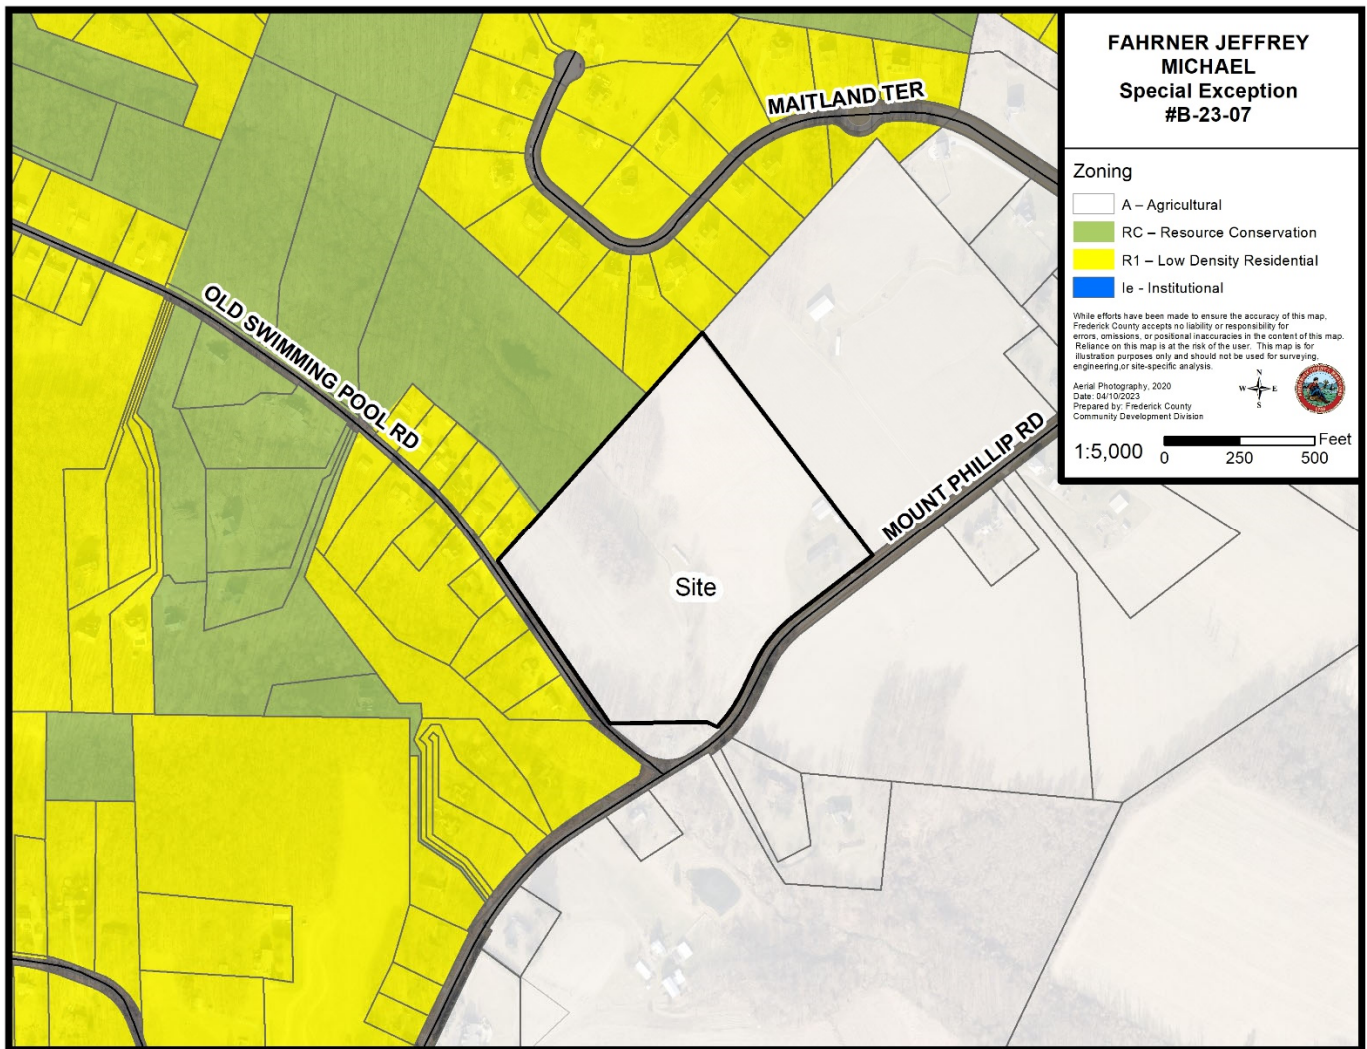 FAHRNER JEFFREY
MICHAEL
Special Exception
#B-23-07
Zoning
A – Agricultural
RC – Resource Conservation
R1 – Low Density Residential
Ie - Institutional
While efforts have been made to ensure the accuracy of this map,
Frederick County accepts no liability or responsibility for
errors, omissions, or positional inaccuracies in the content of this map.
Reliance on this map is at the risk of the user. This map is for
illustration purposes only and should not be used for surveying,
engineering,or site-specific analysis.
Aerial Photography, 2020
Date: 04/10/2023
Prepared by: Frederick County
Community Development Division
N
W E
S
1:5,000
Feet
0 250 500
MAITLAND TER
OLD SWIMMING POOL RD
MOUNT PHILLIP RD
Site